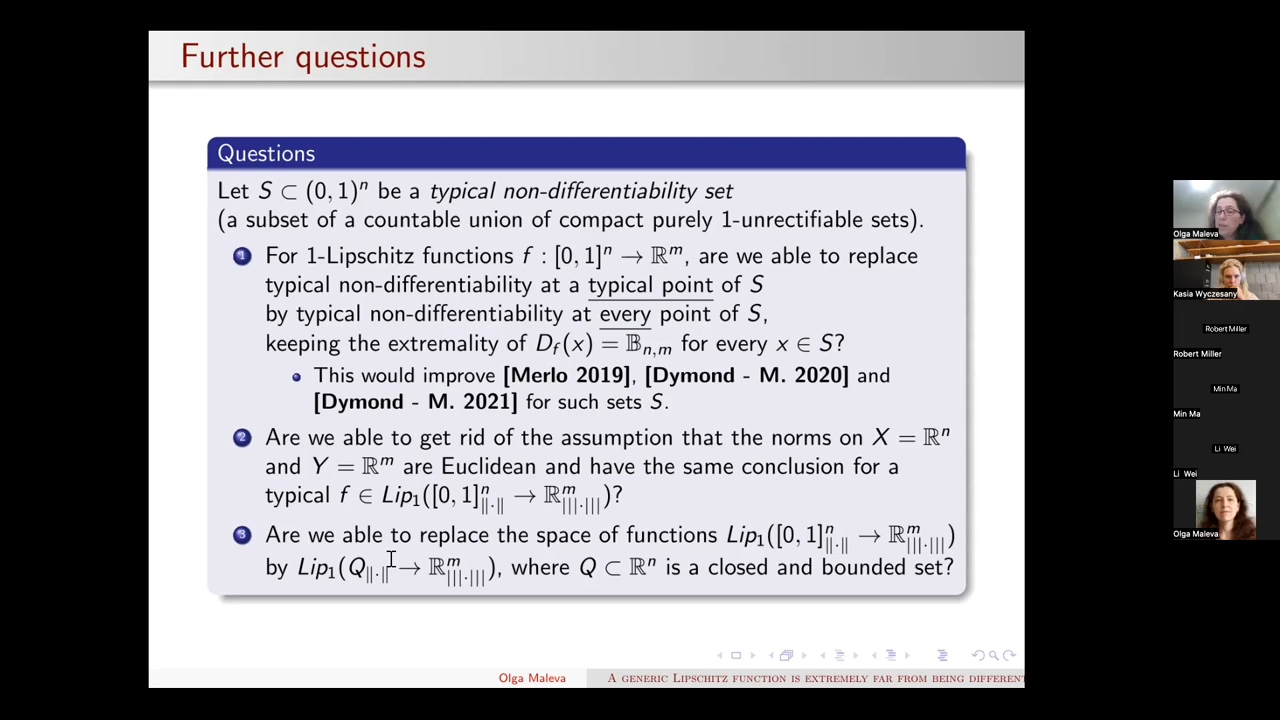 Further questions
Questions
Let S ⊂ (0, 1)ⁿ be a typical non-differentiability set
(a subset of a countable union of compact purely 1-unrectifiable sets).
1 For 1-Lipschitz functions f : [0, 1]ⁿ → ℝᵐ, are we able to replace
typical non-differentiability at a typical point of S
by typical non-differentiability at every point of S,
keeping the extremality of D_f(x) = 𝔹_{n,m} for every x ∈ S?
• This would improve [Merlo 2019], [Dymond - M. 2020] and
[Dymond - M. 2021] for such sets S.
2 Are we able to get rid of the assumption that the norms on X = ℝⁿ
and Y = ℝᵐ are Euclidean and have the same conclusion for a
typical f ∈ Lip₁([0, 1]ⁿ_{‖·‖} → ℝᵐ_{|||·|||})?
3 Are we able to replace the space of functions Lip₁([0, 1]ⁿ_{‖·‖} → ℝᵐ_{|||·|||})
by Lip₁(Q_{‖·‖} → ℝᵐ_{|||·|||}), where Q ⊂ ℝⁿ is a closed and bounded set?
Olga Maleva
A GENERIC LIPSCHITZ FUNCTION IS EXTREMELY FAR FROM BEING DIFFEREN
Olga Maleva
Kasia Wyczesany
Robert Miller
Robert Miller
Min Ma
Min Ma
Li Wei
Li Wei
Olga Maleva